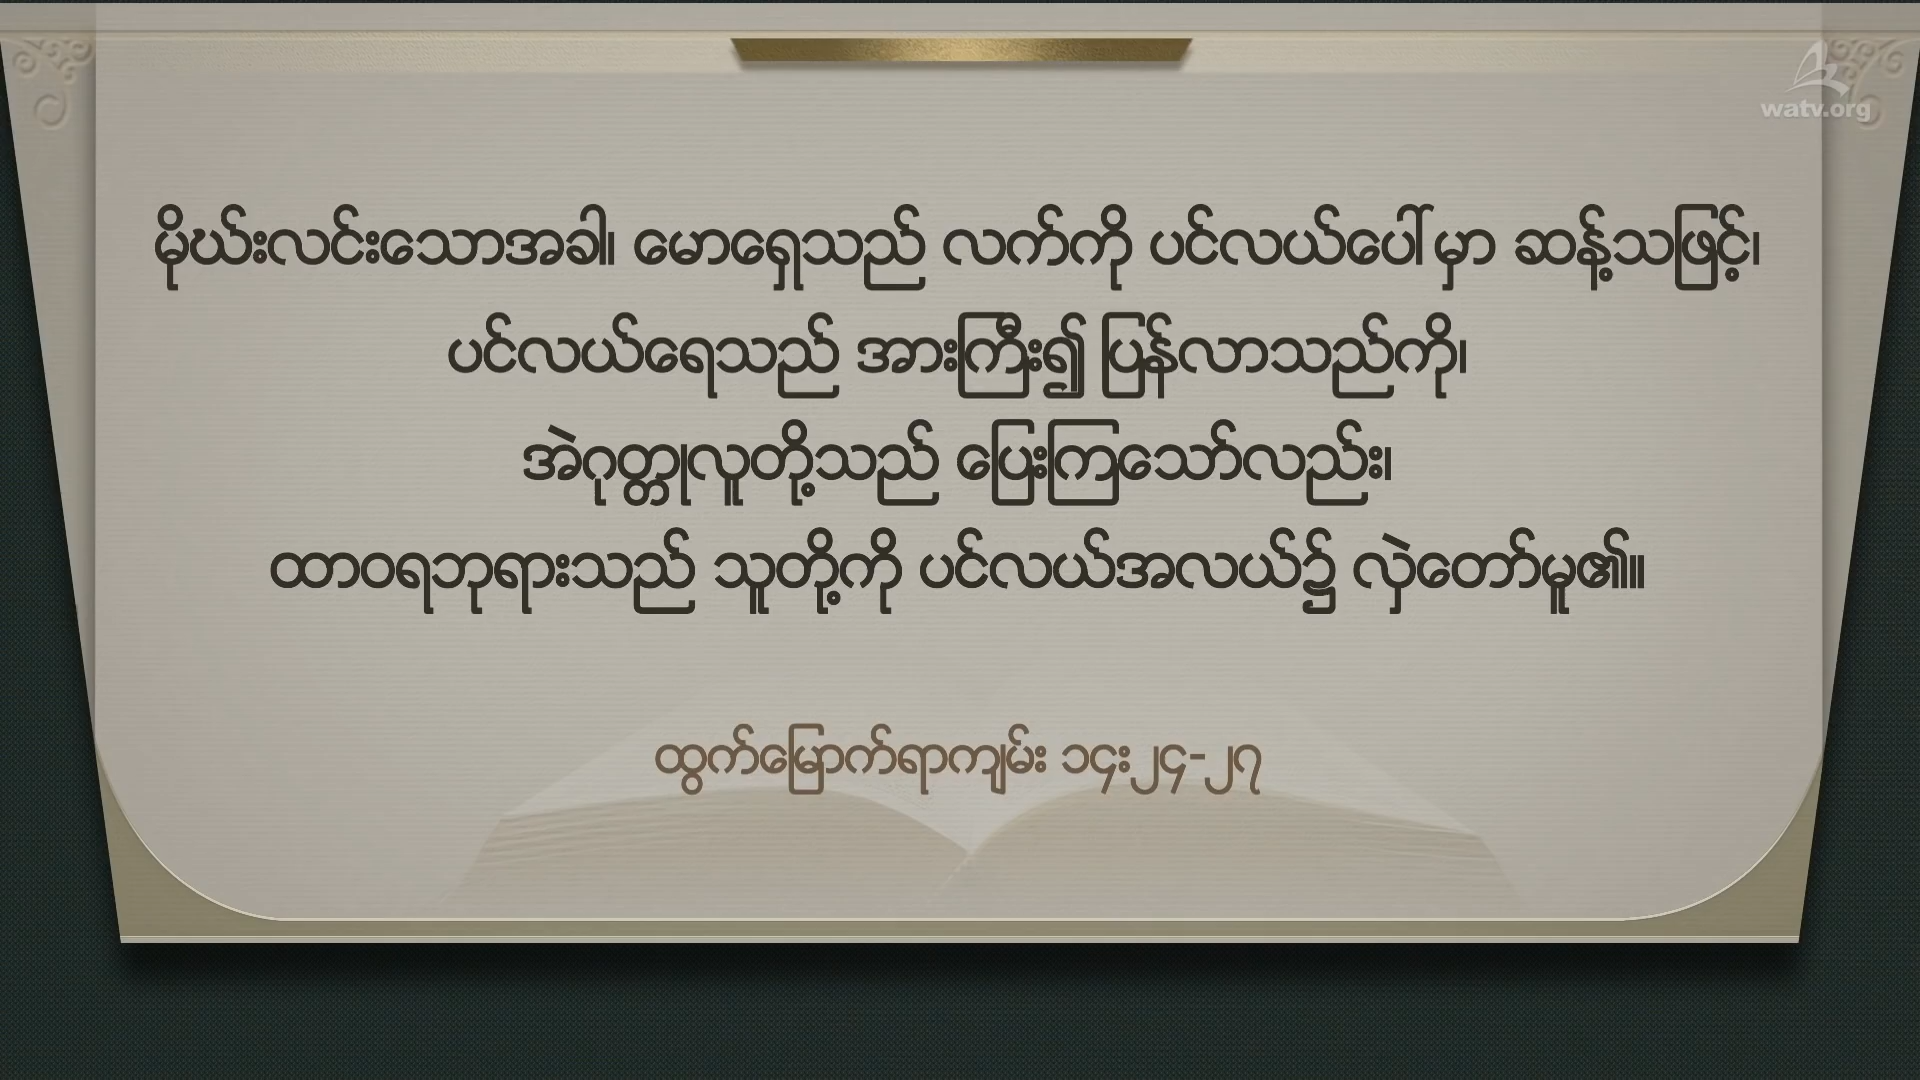 watv.org
မိုဃ်းလင်းသောအခါ၊ မောရှေသည် လက်ကို ပင်လယ်ပေါ်မှာ ဆန့်သဖြင့်၊
ပင်လယ်ရေသည် အားကြီး၍ ပြန်လာသည်ကို၊
အဲဂုတ္တုလူတို့သည် ပြေးကြသော်လည်း၊
ထာဝရဘုရားသည် သူတို့ကို ပင်လယ်အလယ်၌ လှဲတော်မူ၏။
ထွက်မြောက်ရာကျမ်း ၁၄း၂၄-၂၇